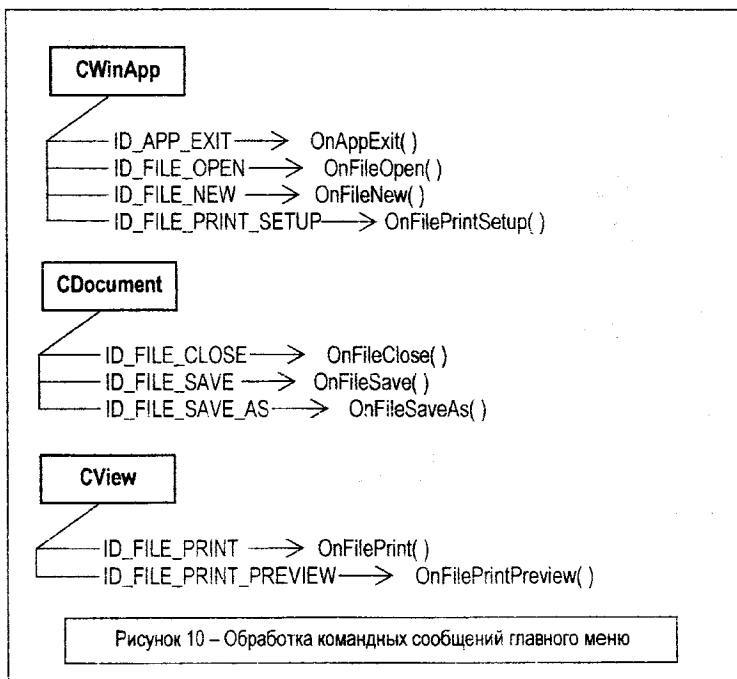 CWinApp
ID_APP_EXIT OnAppExit( )
ID_FILE_OPEN OnFileOpen( )
ID_FILE_NEW OnFileNew( )
ID_FILE_PRINT_SETUP OnFilePrintSetup( )
CDocument
ID_FILE_CLOSE OnFileClose( )
ID_FILE_SAVE OnFileSave( )
ID_FILE_SAVE_AS OnFileSaveAs( )
CView
ID_FILE_PRINT OnFilePrint( )
ID_FILE_PRINT_PREVIEW OnFilePrintPreview( )
Рисунок 10 – Обработка командных сообщений главного меню